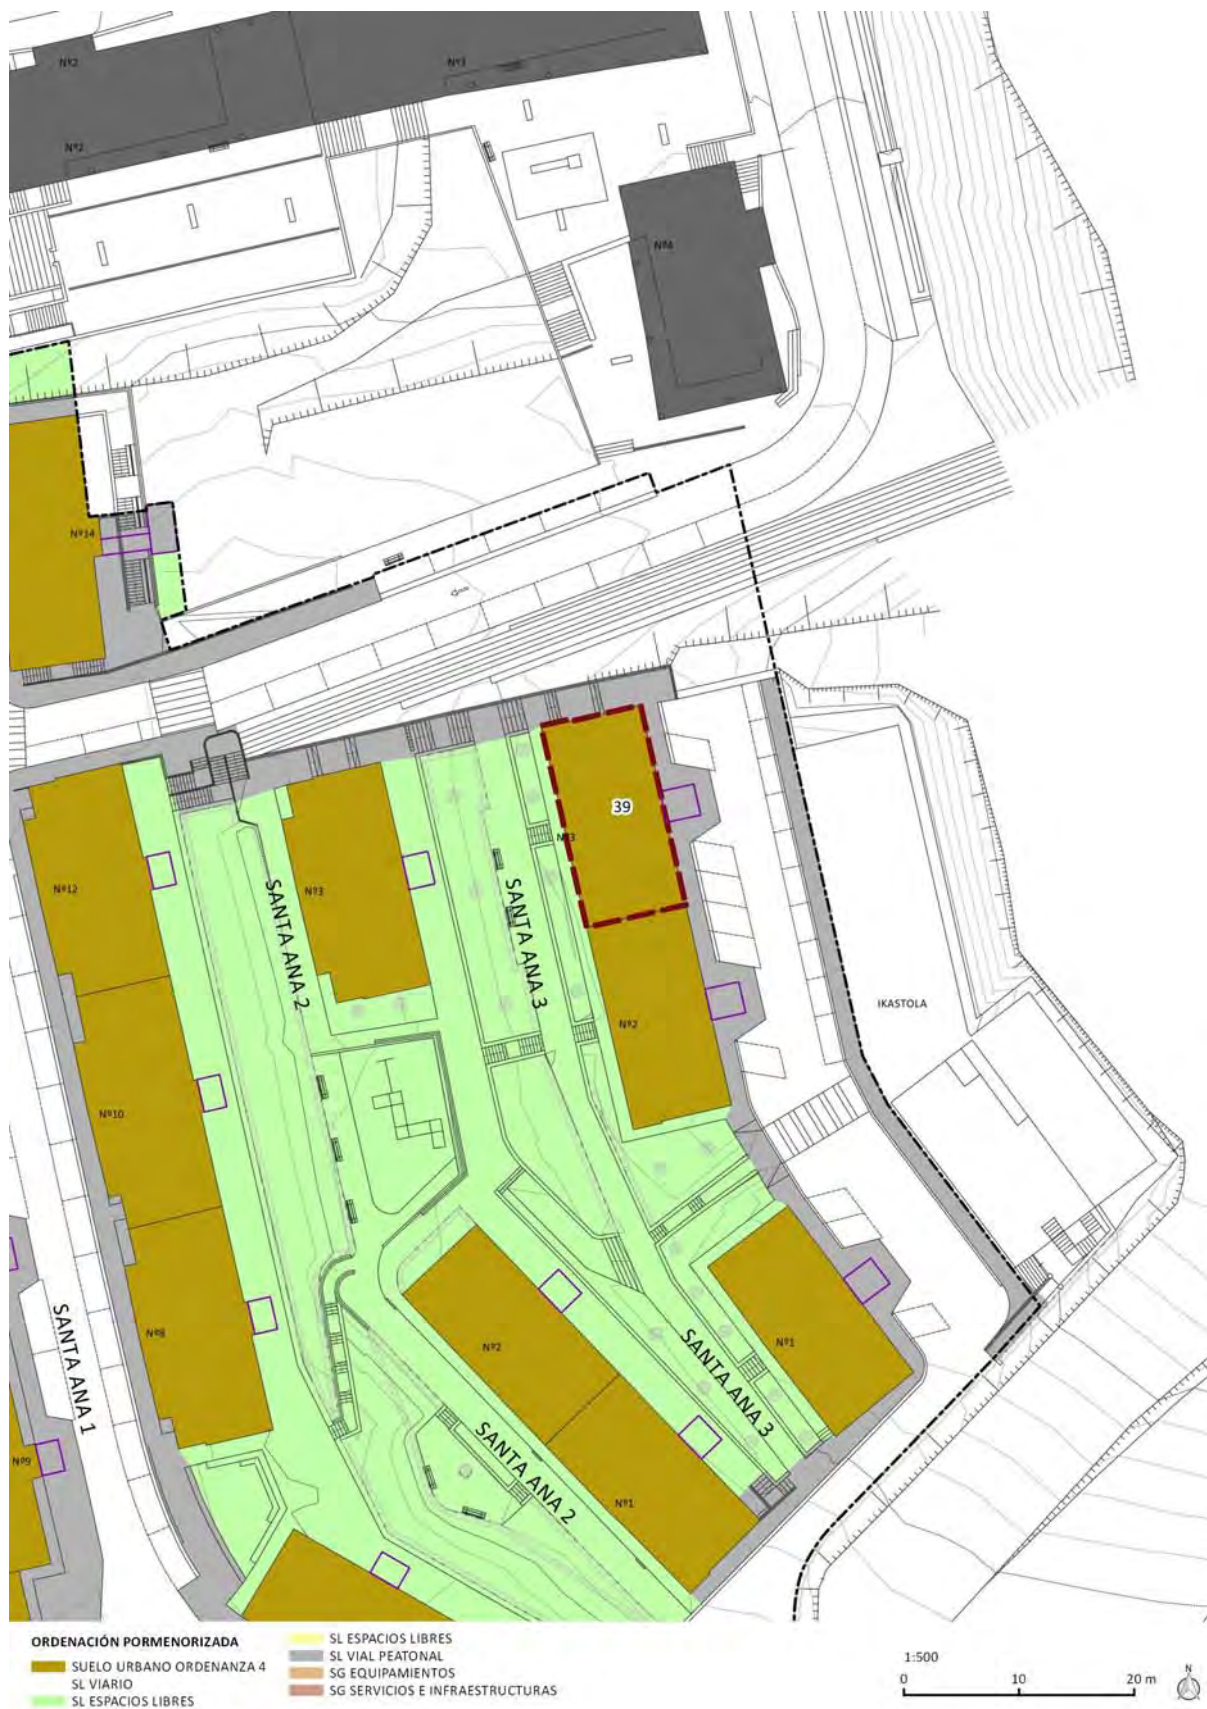 Nº2
Nº3
Nº2
Nº4
Nº14
39
Nº3
Nº12
SANTA ANA 2
Nº3
SANTA ANA 3
IKASTOLA
Nº2
Nº10
SANTA ANA 1
Nº8
Nº2
SANTA ANA 3
Nº1
Nº9
SANTA ANA 2
Nº1
ORDENACIÓN PORMENORIZADA
SUELO URBANO ORDENANZA 4
SL VIARIO
SL ESPACIOS LIBRES
SL ESPACIOS LIBRES
SL VIAL PEATONAL
SG EQUIPAMIENTOS
SG SERVICIOS E INFRAESTRUCTURAS
1:500
0 10 20 m
N